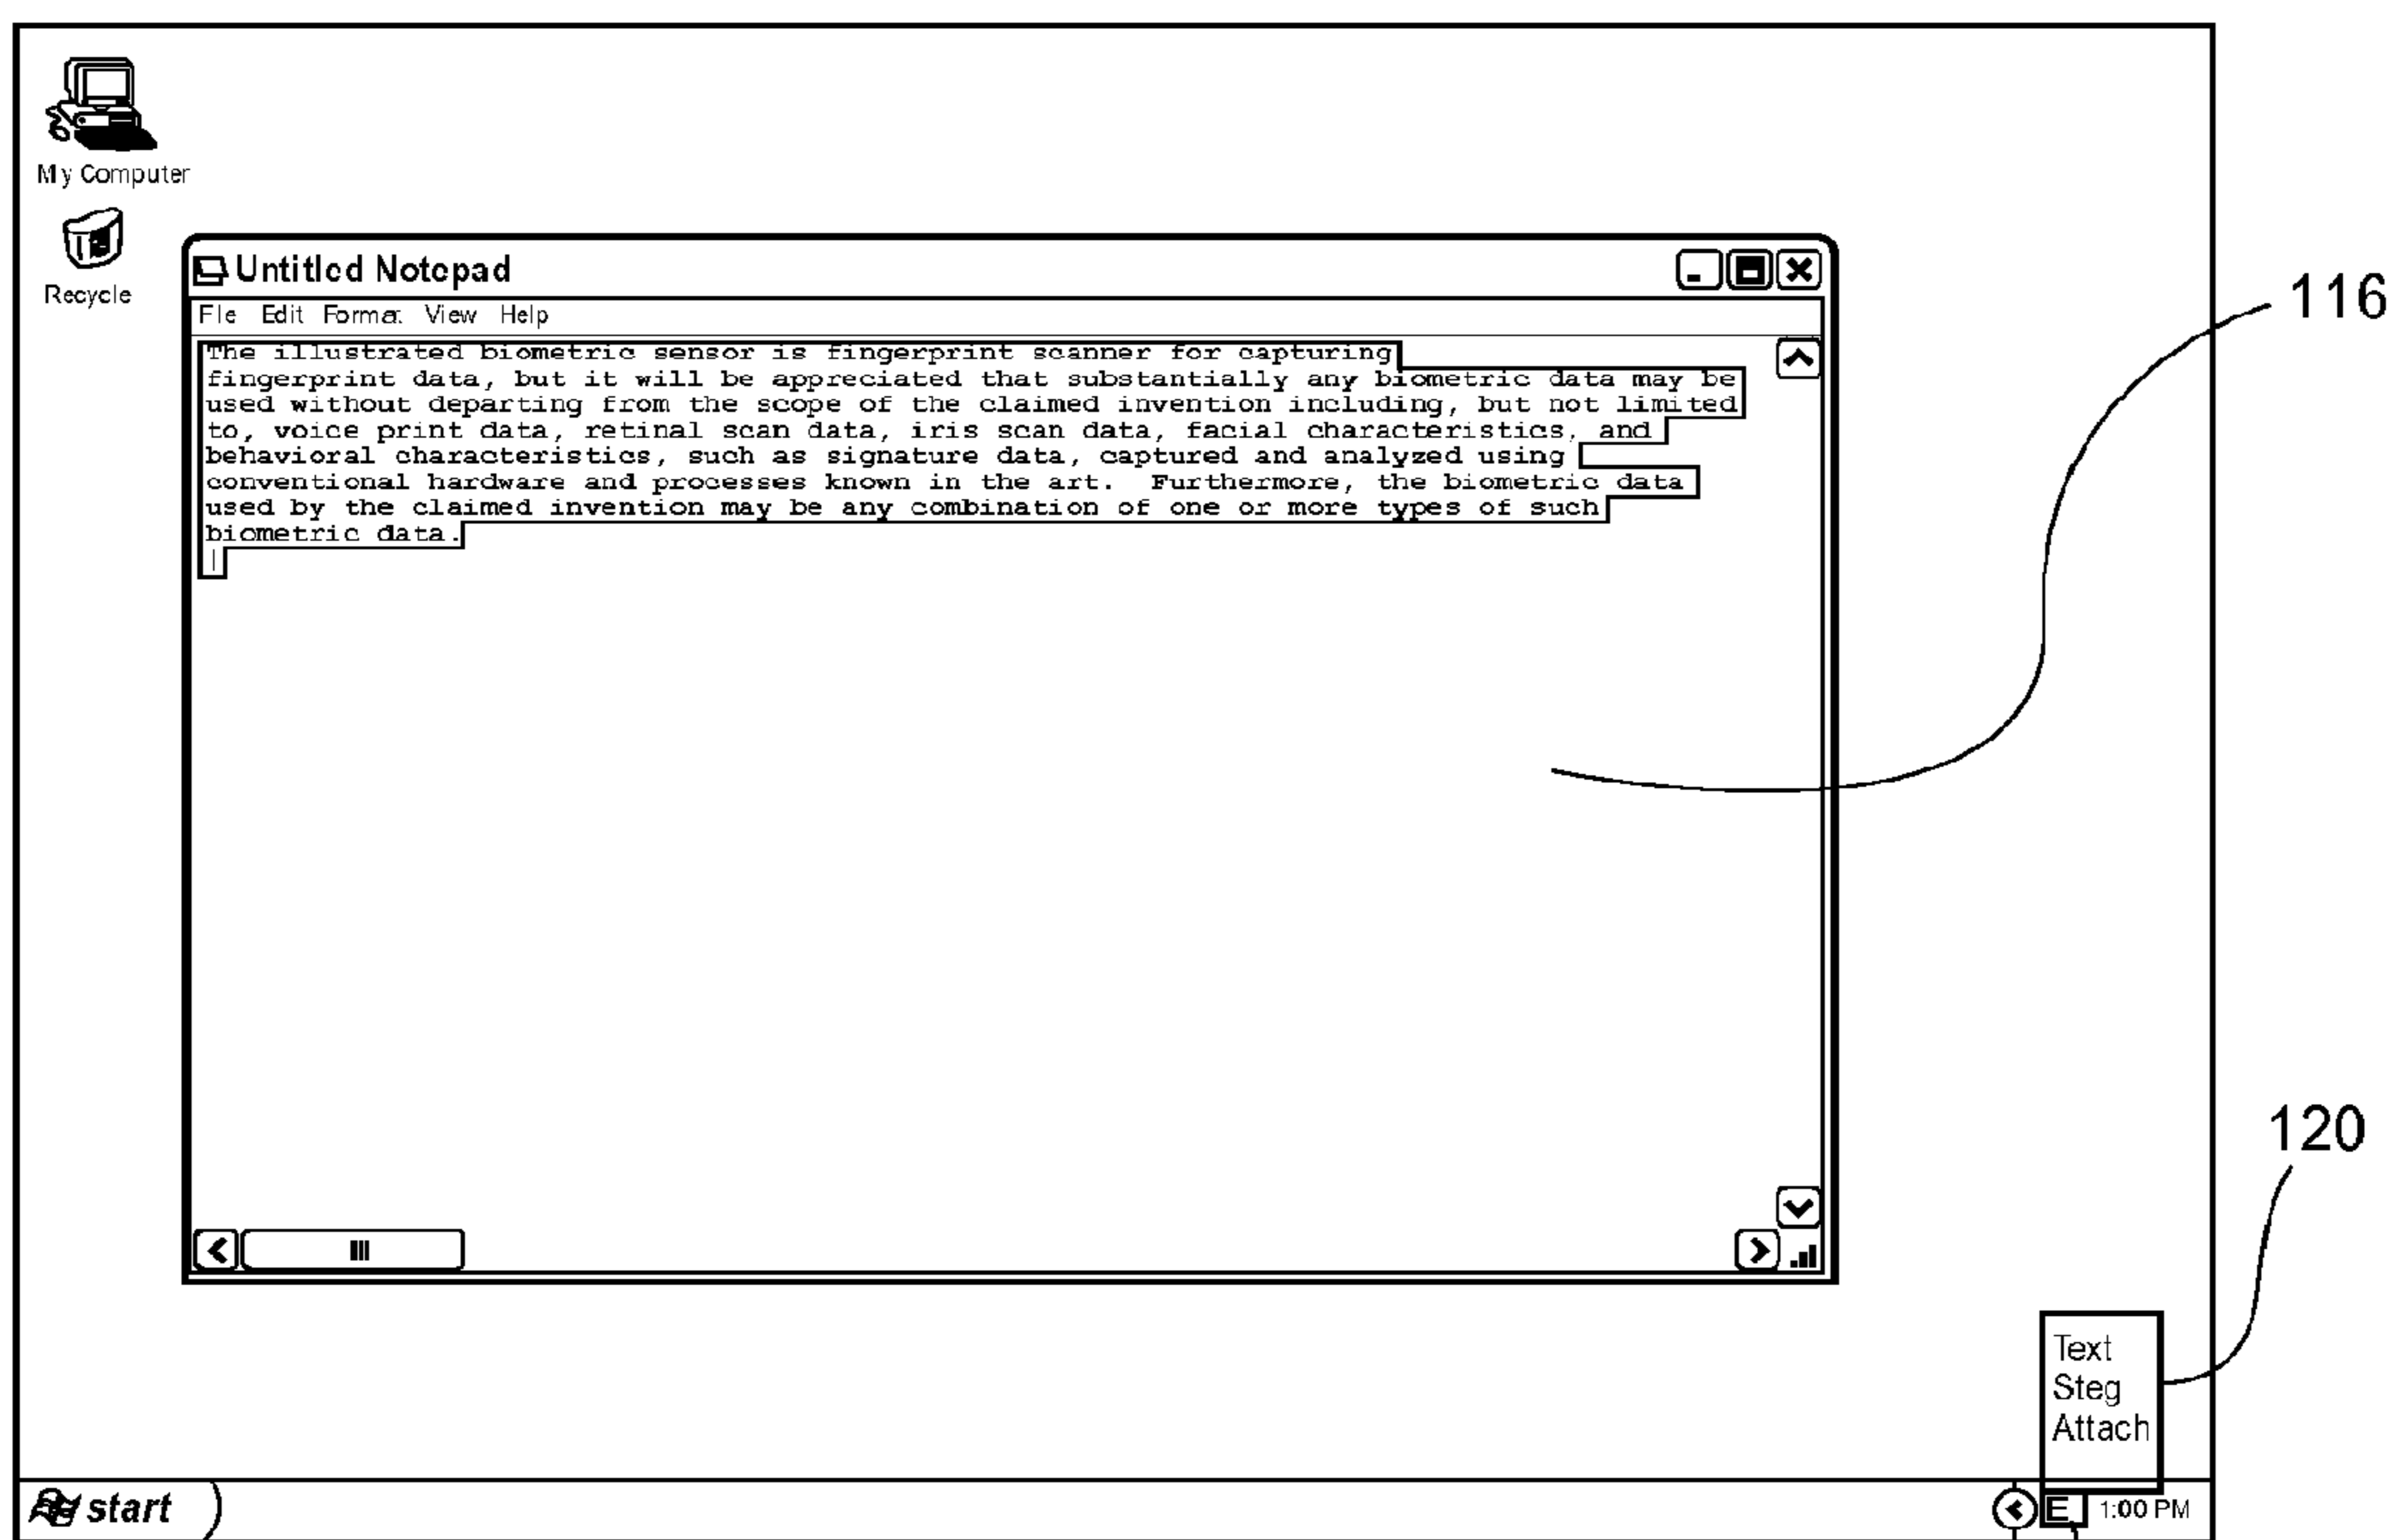 My Computer
Recycle
Untitled Notepad
File Edit Format View Help
The illustrated biometric sensor is fingerprint scanner for capturing
fingerprint data, but it will be appreciated that substantially any biometric data may be
used without departing from the scope of the claimed invention including, but not limited
to, voice print data, retinal scan data, iris scan data, facial characteristics, and
behavioral characteristics, such as signature data, captured and analyzed using
conventional hardware and processes known in the art. Furthermore, the biometric data
used by the claimed invention may be any combination of one or more types of such
biometric data.
116
120
Text
Steg
Attach
start
E
1:00 PM